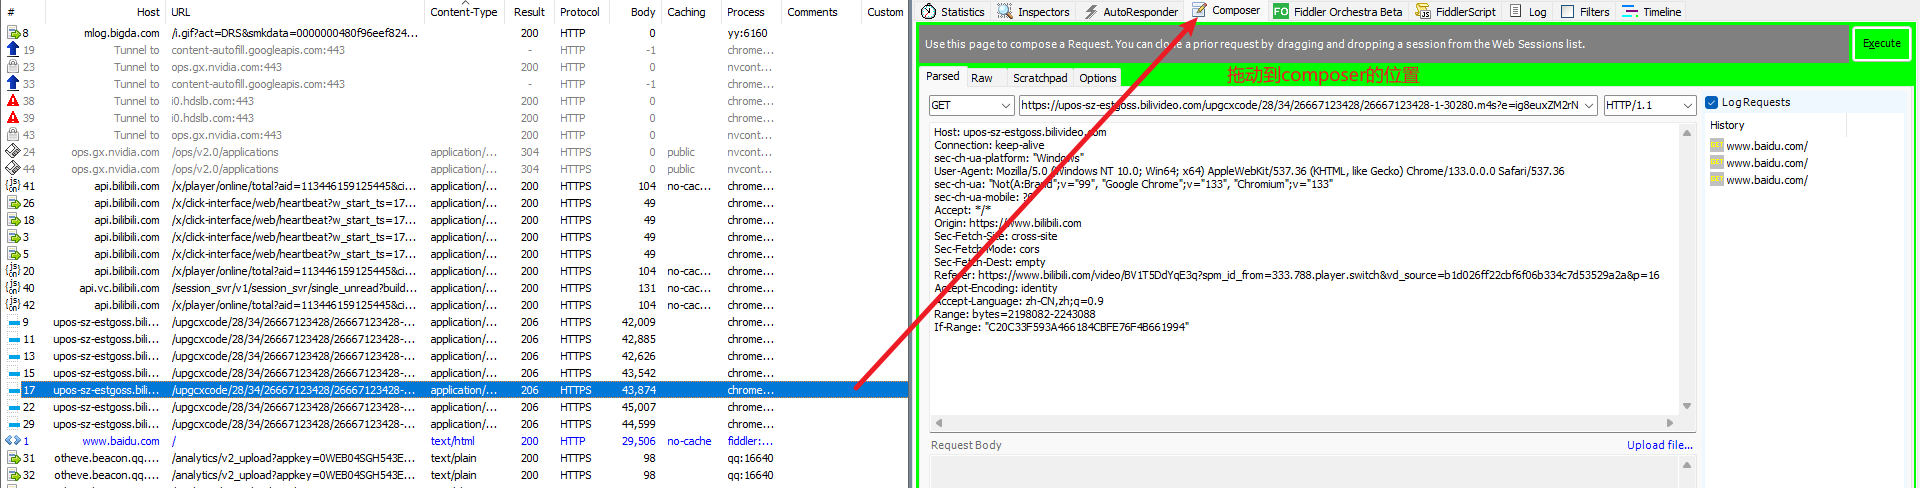 # Host URL Content-Type Result Protocol Body Caching Process Comments Custom
8 mlog.bigda.com /i.gif?act=DRS&smkdata=0000000480f96eef824... 200 HTTP 0 yy:6160
19 Tunnel to content-autofill.googleapis.com:443 - HTTP -1 chrome...
23 Tunnel to ops.gx.nvidia.com:443 200 HTTP 0 nvcont...
33 Tunnel to content-autofill.googleapis.com:443 - HTTP -1 chrome...
38 Tunnel to i0.hdslb.com:443 200 HTTP 0 chrome...
39 Tunnel to i0.hdslb.com:443 200 HTTP 0 chrome...
43 Tunnel to ops.gx.nvidia.com:443 200 HTTP 0 nvcont...
24 ops.gx.nvidia.com /ops/v2.0/applications application/... 304 HTTPS 0 public nvcont...
44 ops.gx.nvidia.com /ops/v2.0/applications application/... 304 HTTPS 0 public nvcont...
41 api.bilibili.com /x/player/online/total?aid=113446159125445&ci... application/... 200 HTTPS 104 no-cac... chrome...
26 api.bilibili.com /x/click-interface/web/heartbeat?w_start_ts=17... application/... 200 HTTPS 49 chrome...
18 api.bilibili.com /x/click-interface/web/heartbeat?w_start_ts=17... application/... 200 HTTPS 49 chrome...
3 api.bilibili.com /x/click-interface/web/heartbeat?w_start_ts=17... application/... 200 HTTPS 49 chrome...
5 api.bilibili.com /x/click-interface/web/heartbeat?w_start_ts=17... application/... 200 HTTPS 49 chrome...
20 api.bilibili.com /x/player/online/total?aid=113446159125445&ci... application/... 200 HTTPS 104 no-cac... chrome...
40 api.vc.bilibili.com /session_svr/v1/session_svr/single_unread?build... application/... 200 HTTPS 131 no-cac... chrome...
42 api.bilibili.com /x/player/online/total?aid=113446159125445&ci... application/... 200 HTTPS 104 no-cac... chrome...
9 upos-sz-estgoss.bili... /upgcxcode/28/34/26667123428/26667123428-... application/... 206 HTTPS 42,009 chrome...
11 upos-sz-estgoss.bili... /upgcxcode/28/34/26667123428/26667123428-... application/... 206 HTTPS 42,885 chrome...
13 upos-sz-estgoss.bili... /upgcxcode/28/34/26667123428/26667123428-... application/... 206 HTTPS 42,626 chrome...
15 upos-sz-estgoss.bili... /upgcxcode/28/34/26667123428/26667123428-... application/... 206 HTTPS 43,542 chrome...
17 upos-sz-estgoss.bili... /upgcxcode/28/34/26667123428/26667123428-... application/... 206 HTTPS 43,874 chrome...
22 upos-sz-estgoss.bili... /upgcxcode/28/34/26667123428/26667123428-... application/... 206 HTTPS 45,007 chrome...
29 upos-sz-estgoss.bili... /upgcxcode/28/34/26667123428/26667123428-... application/... 206 HTTPS 44,599 chrome...
1 www.baidu.com / text/html 200 HTTP 29,506 no-cache fiddler:...
31 otheve.beacon.qq.... /analytics/v2_upload?appkey=0WEB04SGH543E... text/plain 200 HTTPS 98 qq:16640
32 otheve.beacon.qq.... /analytics/v2_upload?appkey=0WEB04SGH543E... text/plain 200 HTTPS 98 qq:16640
Statistics Inspectors AutoResponder Composer FO Fiddler Orchestra Beta FiddlerScript Log Filters Timeline
Use this page to compose a Request. You can clone a prior request by dragging and dropping a session from the Web Sessions list.
Execute
Parsed Raw Scratchpad Options
拖动到composer的位置
GET https://upos-sz-estgoss.bilivideo.com/upgcxcode/28/34/26667123428/26667123428-1-30280.m4s?e=ig8euxZM2rN HTTP/1.1
Host: upos-sz-estgoss.bilivideo.com
Connection: keep-alive
sec-ch-ua-platform: "Windows"
User-Agent: Mozilla/5.0 (Windows NT 10.0; Win64; x64) AppleWebKit/537.36 (KHTML, like Gecko) Chrome/133.0.0.0 Safari/537.36
sec-ch-ua: "Not(A:Brand";v="99", "Google Chrome";v="133", "Chromium";v="133"
sec-ch-ua-mobile: ?0
Accept: */*
Origin: https://www.bilibili.com
Sec-Fetch-Site: cross-site
Sec-Fetch-Mode: cors
Sec-Fetch-Dest: empty
Referer: https://www.bilibili.com/video/BV1T5DdYqE3q?spm_id_from=333.788.player.switch&vd_source=b1d026ff22cbf6f06b334c7d53529a2a&p=16
Accept-Encoding: identity
Accept-Language: zh-CN,zh;q=0.9
Range: bytes=2198082-2243088
If-Range: "C20C33F593A466184CBFE76F4B661994"
Request Body Upload file...
Log Requests
History
GET www.baidu.com/
GET www.baidu.com/
GET www.baidu.com/